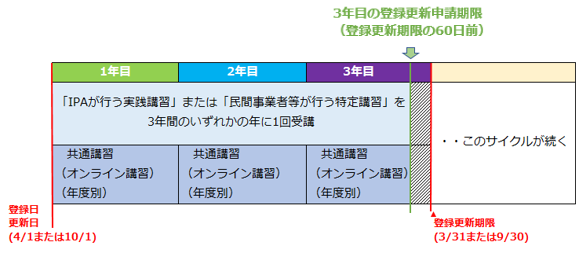 3年目の登録更新申請期限
（登録更新期限の60日前）
1年目
2年目
3年目
「IPAが行う実践講習」または「民間事業者等が行う特定講習」を
3年間のいずれかの年に1回受講
・・このサイクルが続く
共通講習
（オンライン講習）
（年度別）
共通講習
（オンライン講習）
（年度別）
共通講習
（オンライン講習）
（年度別）
登録日
更新日
(4/1または10/1)
登録更新期限
(3/31または9/30)